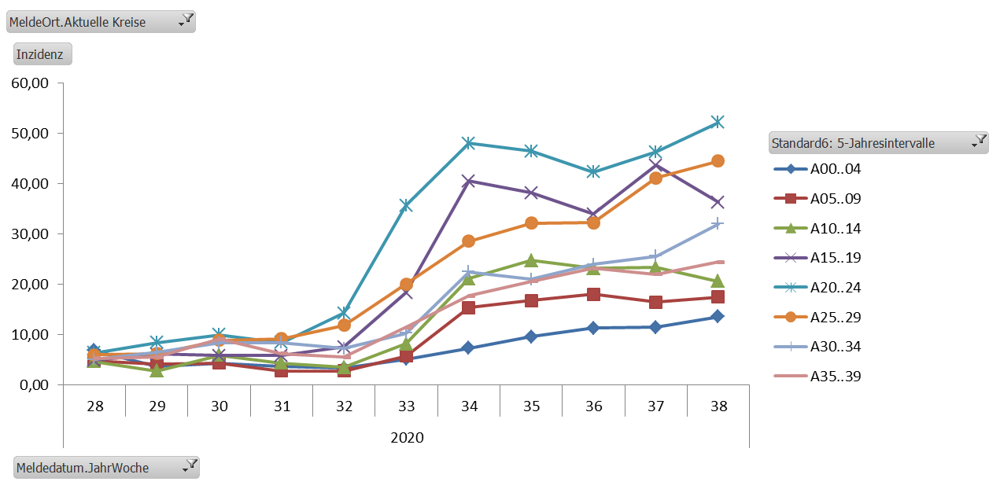 MeldeOrt.Aktuelle Kreise
Inzidenz
60,00
50,00
40,00
30,00
20,00
10,00
0,00
28 29 30 31 32 33 34 35 36 37 38
2020
Meldedatum.JahrWoche
Standard6: 5-Jahresintervalle
A00..04
A05..09
A10..14
A15..19
A20..24
A25..29
A30..34
A35..39